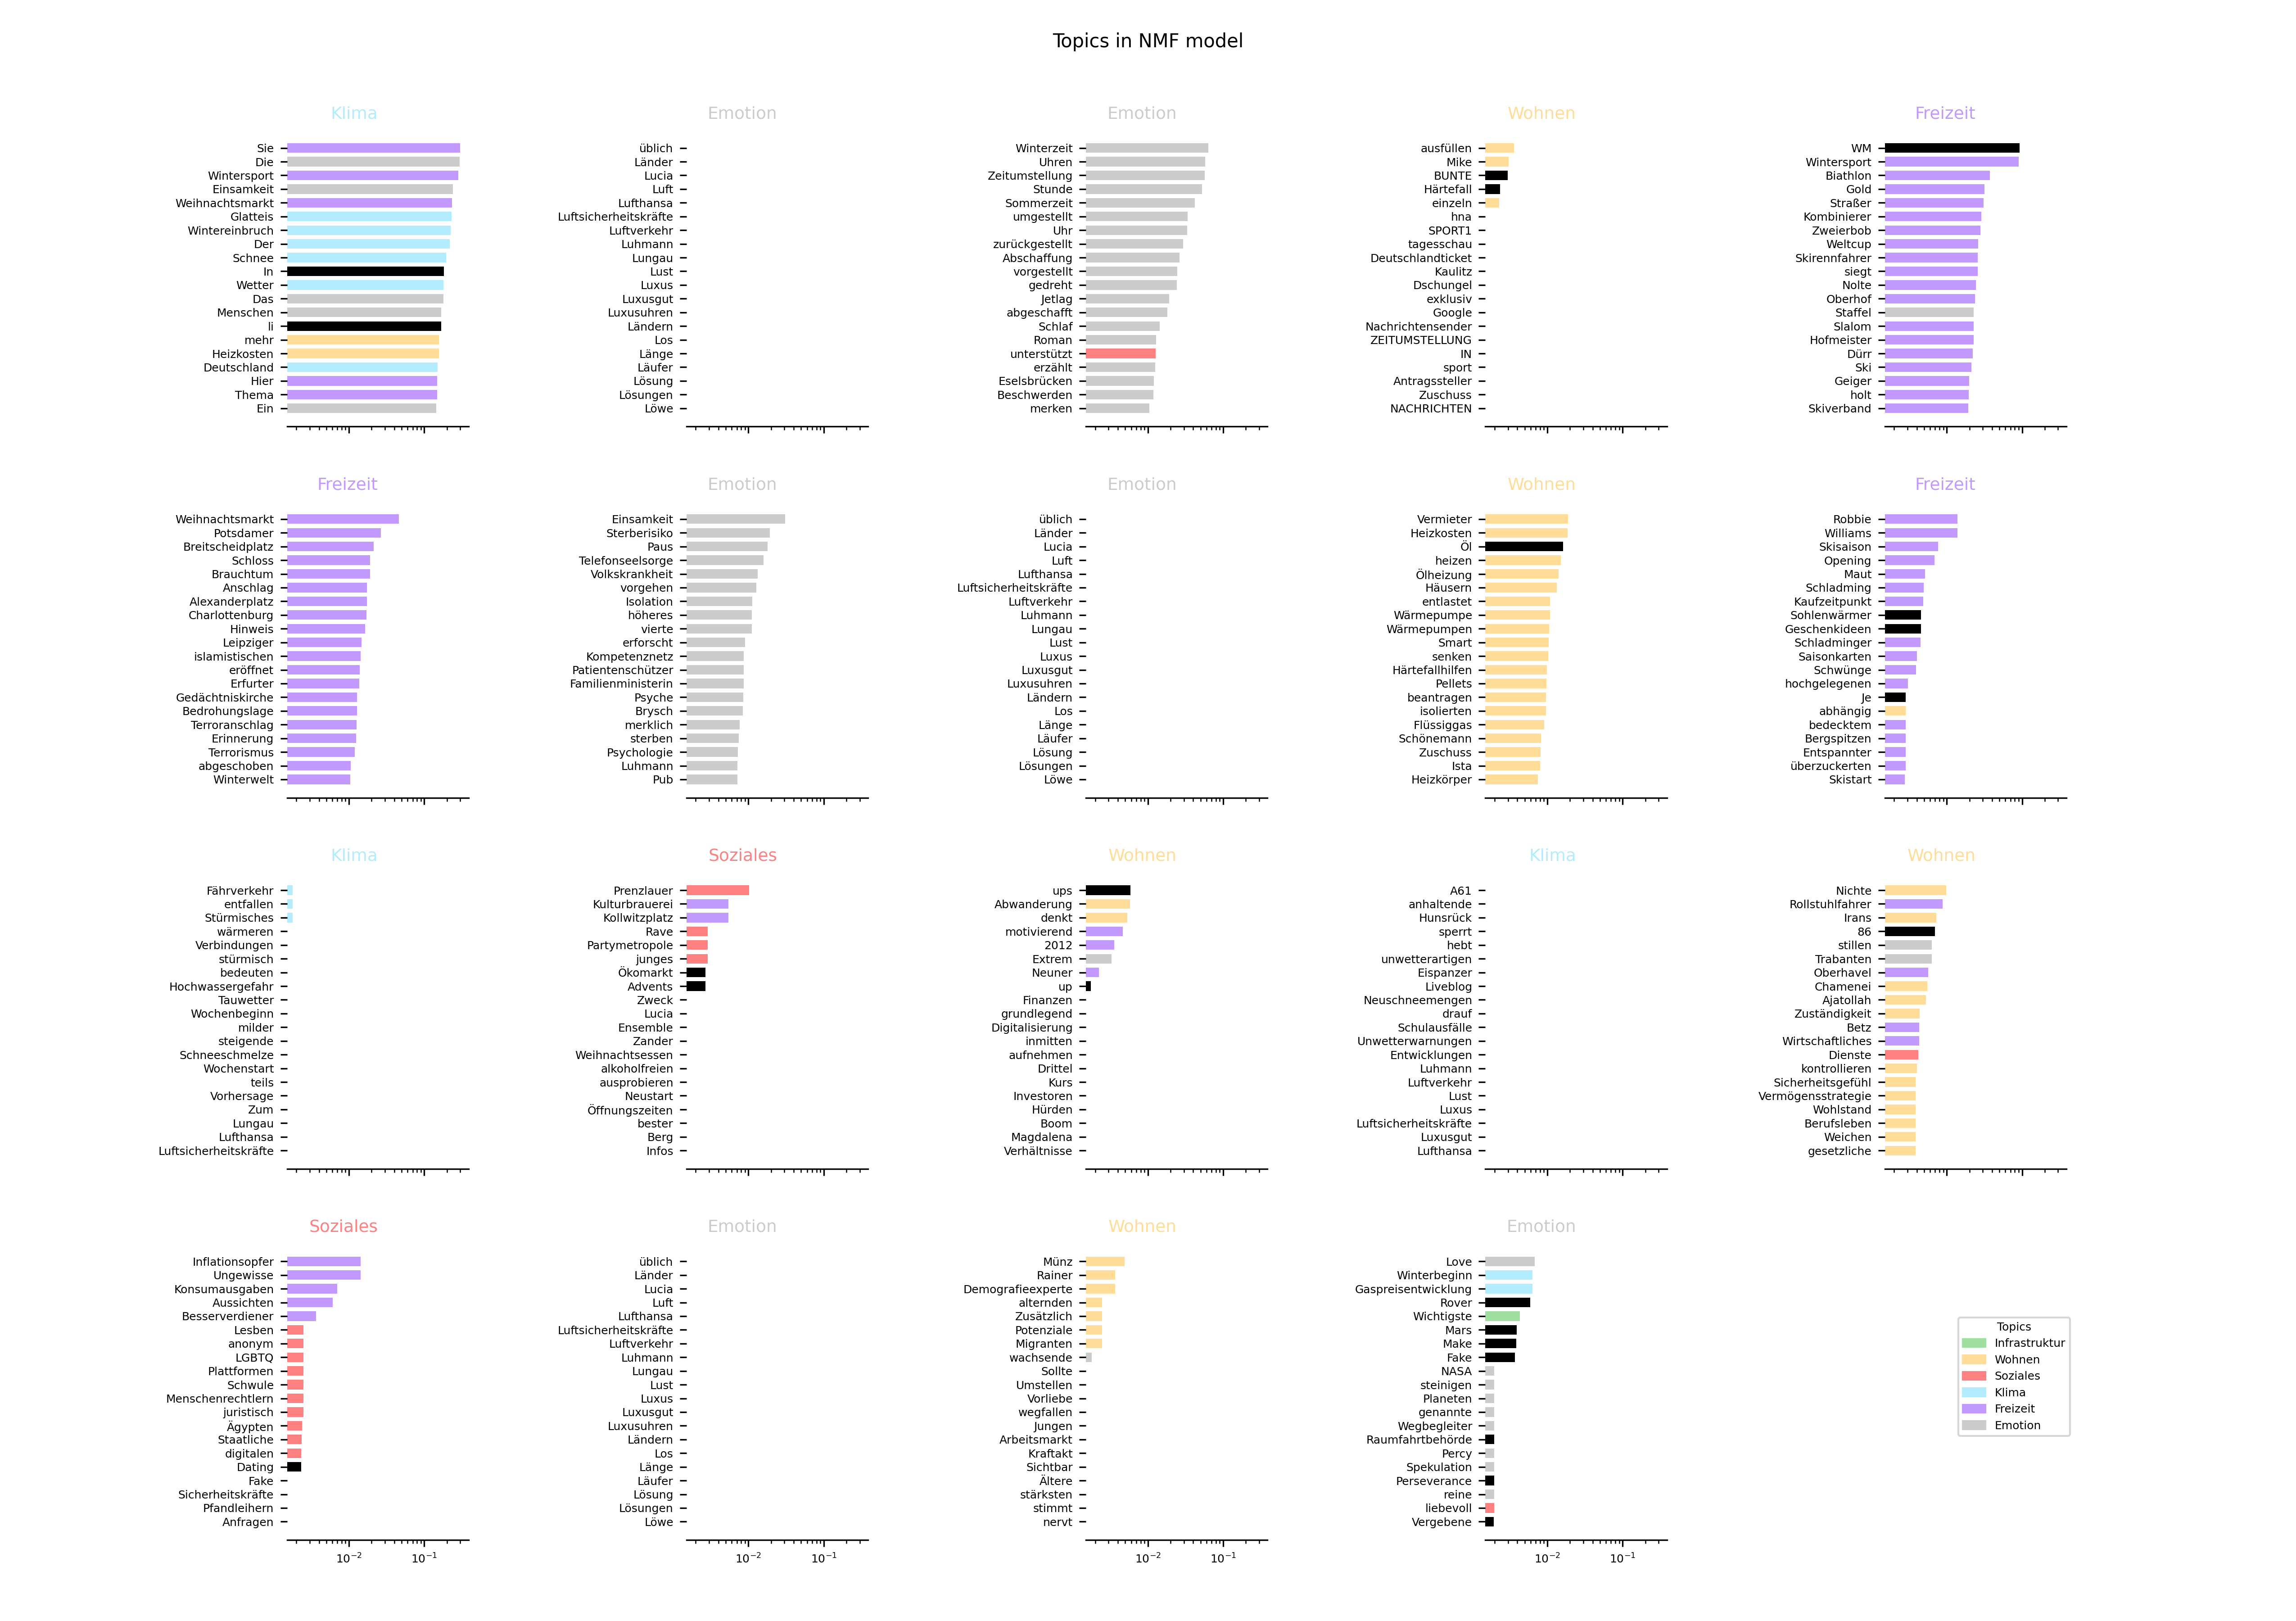 Topics in NMF model
Klima
Sie
Die
Wintersport
Einsamkeit
Weihnachtsmarkt
Glatteis
Wintereinbruch
Der
Schnee
In
Wetter
Das
Menschen
li
mehr
Heizkosten
Deutschland
Hier
Thema
Ein
Emotion
üblich
Länder
Lucia
Luft
Lufthansa
Luftsicherheitskräfte
Luftverkehr
Luhmann
Lungau
Lust
Luxus
Luxusgut
Luxusuhren
Ländern
Los
Länge
Läufer
Lösung
Lösungen
Löwe
Emotion
Winterzeit
Uhren
Zeitumstellung
Stunde
Sommerzeit
umgestellt
Uhr
zurückgestellt
Abschaffung
vorgestellt
gedreht
Jetlag
abgeschafft
Schlaf
Roman
unterstützt
erzählt
Eselsbrücken
Beschwerden
merken
Wohnen
ausfüllen
Mike
BUNTE
Härtefall
einzeln
hna
SPORT1
tagesschau
Deutschlandticket
Kaulitz
Dschungel
exklusiv
Google
Nachrichtensender
ZEITUMSTELLUNG
IN
sport
Antragssteller
Zuschuss
NACHRICHTEN
Freizeit
WM
Wintersport
Biathlon
Gold
Straßer
Kombinierer
Zweierbob
Weltcup
Skirennfahrer
siegt
Nolte
Oberhof
Staffel
Slalom
Hofmeister
Dürr
Ski
Geiger
holt
Skiverband
Freizeit
Weihnachtsmarkt
Potsdamer
Breitscheidplatz
Schloss
Brauchtum
Anschlag
Alexanderplatz
Charlottenburg
Hinweis
Leipziger
islamistischen
eröffnet
Erfurter
Gedächtniskirche
Bedrohungslage
Terroranschlag
Erinnerung
Terrorismus
abgeschoben
Winterwelt
Emotion
Einsamkeit
Sterberisiko
Paus
Telefonseelsorge
Volkskrankheit
vorgehen
Isolation
höheres
vierte
erforscht
Kompetenznetz
Patientenschützer
Familienministerin
Psyche
Brysch
merklich
sterben
Psychologie
Luhmann
Pub
Emotion
üblich
Länder
Lucia
Luft
Lufthansa
Luftsicherheitskräfte
Luftverkehr
Luhmann
Lungau
Lust
Luxus
Luxusgut
Luxusuhren
Ländern
Los
Länge
Läufer
Lösung
Lösungen
Löwe
Wohnen
Vermieter
Heizkosten
Öl
heizen
Ölheizung
Häusern
entlastet
Wärmepumpe
Wärmepumpen
Smart
senken
Härtefallhilfen
Pellets
beantragen
isolierten
Flüssiggas
Schönemann
Zuschuss
Ista
Heizkörper
Freizeit
Robbie
Williams
Skisaison
Opening
Maut
Schladming
Kaufzeitpunkt
Sohlenwärmer
Geschenkideen
Schladminger
Saisonkarten
Schwünge
hochgelegenen
Je
abhängig
bedecktem
Bergspitzen
Entspannter
überzuckerten
Skistart
Klima
Fährverkehr
entfallen
Stürmisches
wärmeren
Verbindungen
stürmisch
bedeuten
Hochwassergefahr
Tauwetter
Wochenbeginn
milder
steigende
Schneeschmelze
Wochenstart
teils
Vorhersage
Zum
Lungau
Lufthansa
Luftsicherheitskräfte
Soziales
Prenzlauer
Kulturbrauerei
Kollwitzplatz
Rave
Partymetropole
junges
Ökomarkt
Advents
Zweck
Lucia
Ensemble
Zander
Weihnachtsessen
alkoholfreien
ausprobieren
Neustart
Öffnungszeiten
bester
Berg
Infos
Wohnen
ups
Abwanderung
denkt
motivierend
2012
Extrem
Neuner
up
Finanzen
grundlegend
Digitalisierung
inmitten
aufnehmen
Drittel
Kurs
Investoren
Hürden
Boom
Magdalena
Verhältnisse
Klima
A61
anhaltende
Hunsrück
sperrt
hebt
unwetterartigen
Eispanzer
Liveblog
Neuschneemengen
drauf
Schulausfälle
Unwetterwarnungen
Entwicklungen
Luhmann
Luftverkehr
Lust
Luxus
Luftsicherheitskräfte
Luxusgut
Lufthansa
Wohnen
Nichte
Rollstuhlfahrer
Irans
86
stillen
Trabanten
Oberhavel
Chamenei
Ajatollah
Zuständigkeit
Betz
Wirtschaftliches
Dienste
kontrollieren
Sicherheitsgefühl
Vermögensstrategie
Wohlstand
Berufsleben
Weichen
gesetzliche
Soziales
Inflationsopfer
Ungewisse
Konsumausgaben
Aussichten
Besserverdiener
Lesben
anonym
LGBTQ
Plattformen
Schwule
Menschenrechtlern
juristisch
Ägypten
Staatliche
digitalen
Dating
Fake
Sicherheitskräfte
Pfandleihern
Anfragen
10⁻² 10⁻¹
Emotion
üblich
Länder
Lucia
Luft
Lufthansa
Luftsicherheitskräfte
Luftverkehr
Luhmann
Lungau
Lust
Luxus
Luxusgut
Luxusuhren
Ländern
Los
Länge
Läufer
Lösung
Lösungen
Löwe
10⁻² 10⁻¹
Wohnen
Münz
Rainer
Demografieexperte
alternden
Zusätzlich
Potenziale
Migranten
wachsende
Sollte
Umstellen
Vorliebe
wegfallen
Jungen
Arbeitsmarkt
Kraftakt
Sichtbar
Ältere
stärksten
stimmt
nervt
10⁻² 10⁻¹
Emotion
Love
Winterbeginn
Gaspreisentwicklung
Rover
Wichtigste
Mars
Make
Fake
NASA
steinigen
Planeten
genannte
Wegbegleiter
Raumfahrtbehörde
Percy
Spekulation
Perseverance
reine
liebevoll
Vergebene
10⁻² 10⁻¹
Topics
Infrastruktur
Wohnen
Soziales
Klima
Freizeit
Emotion